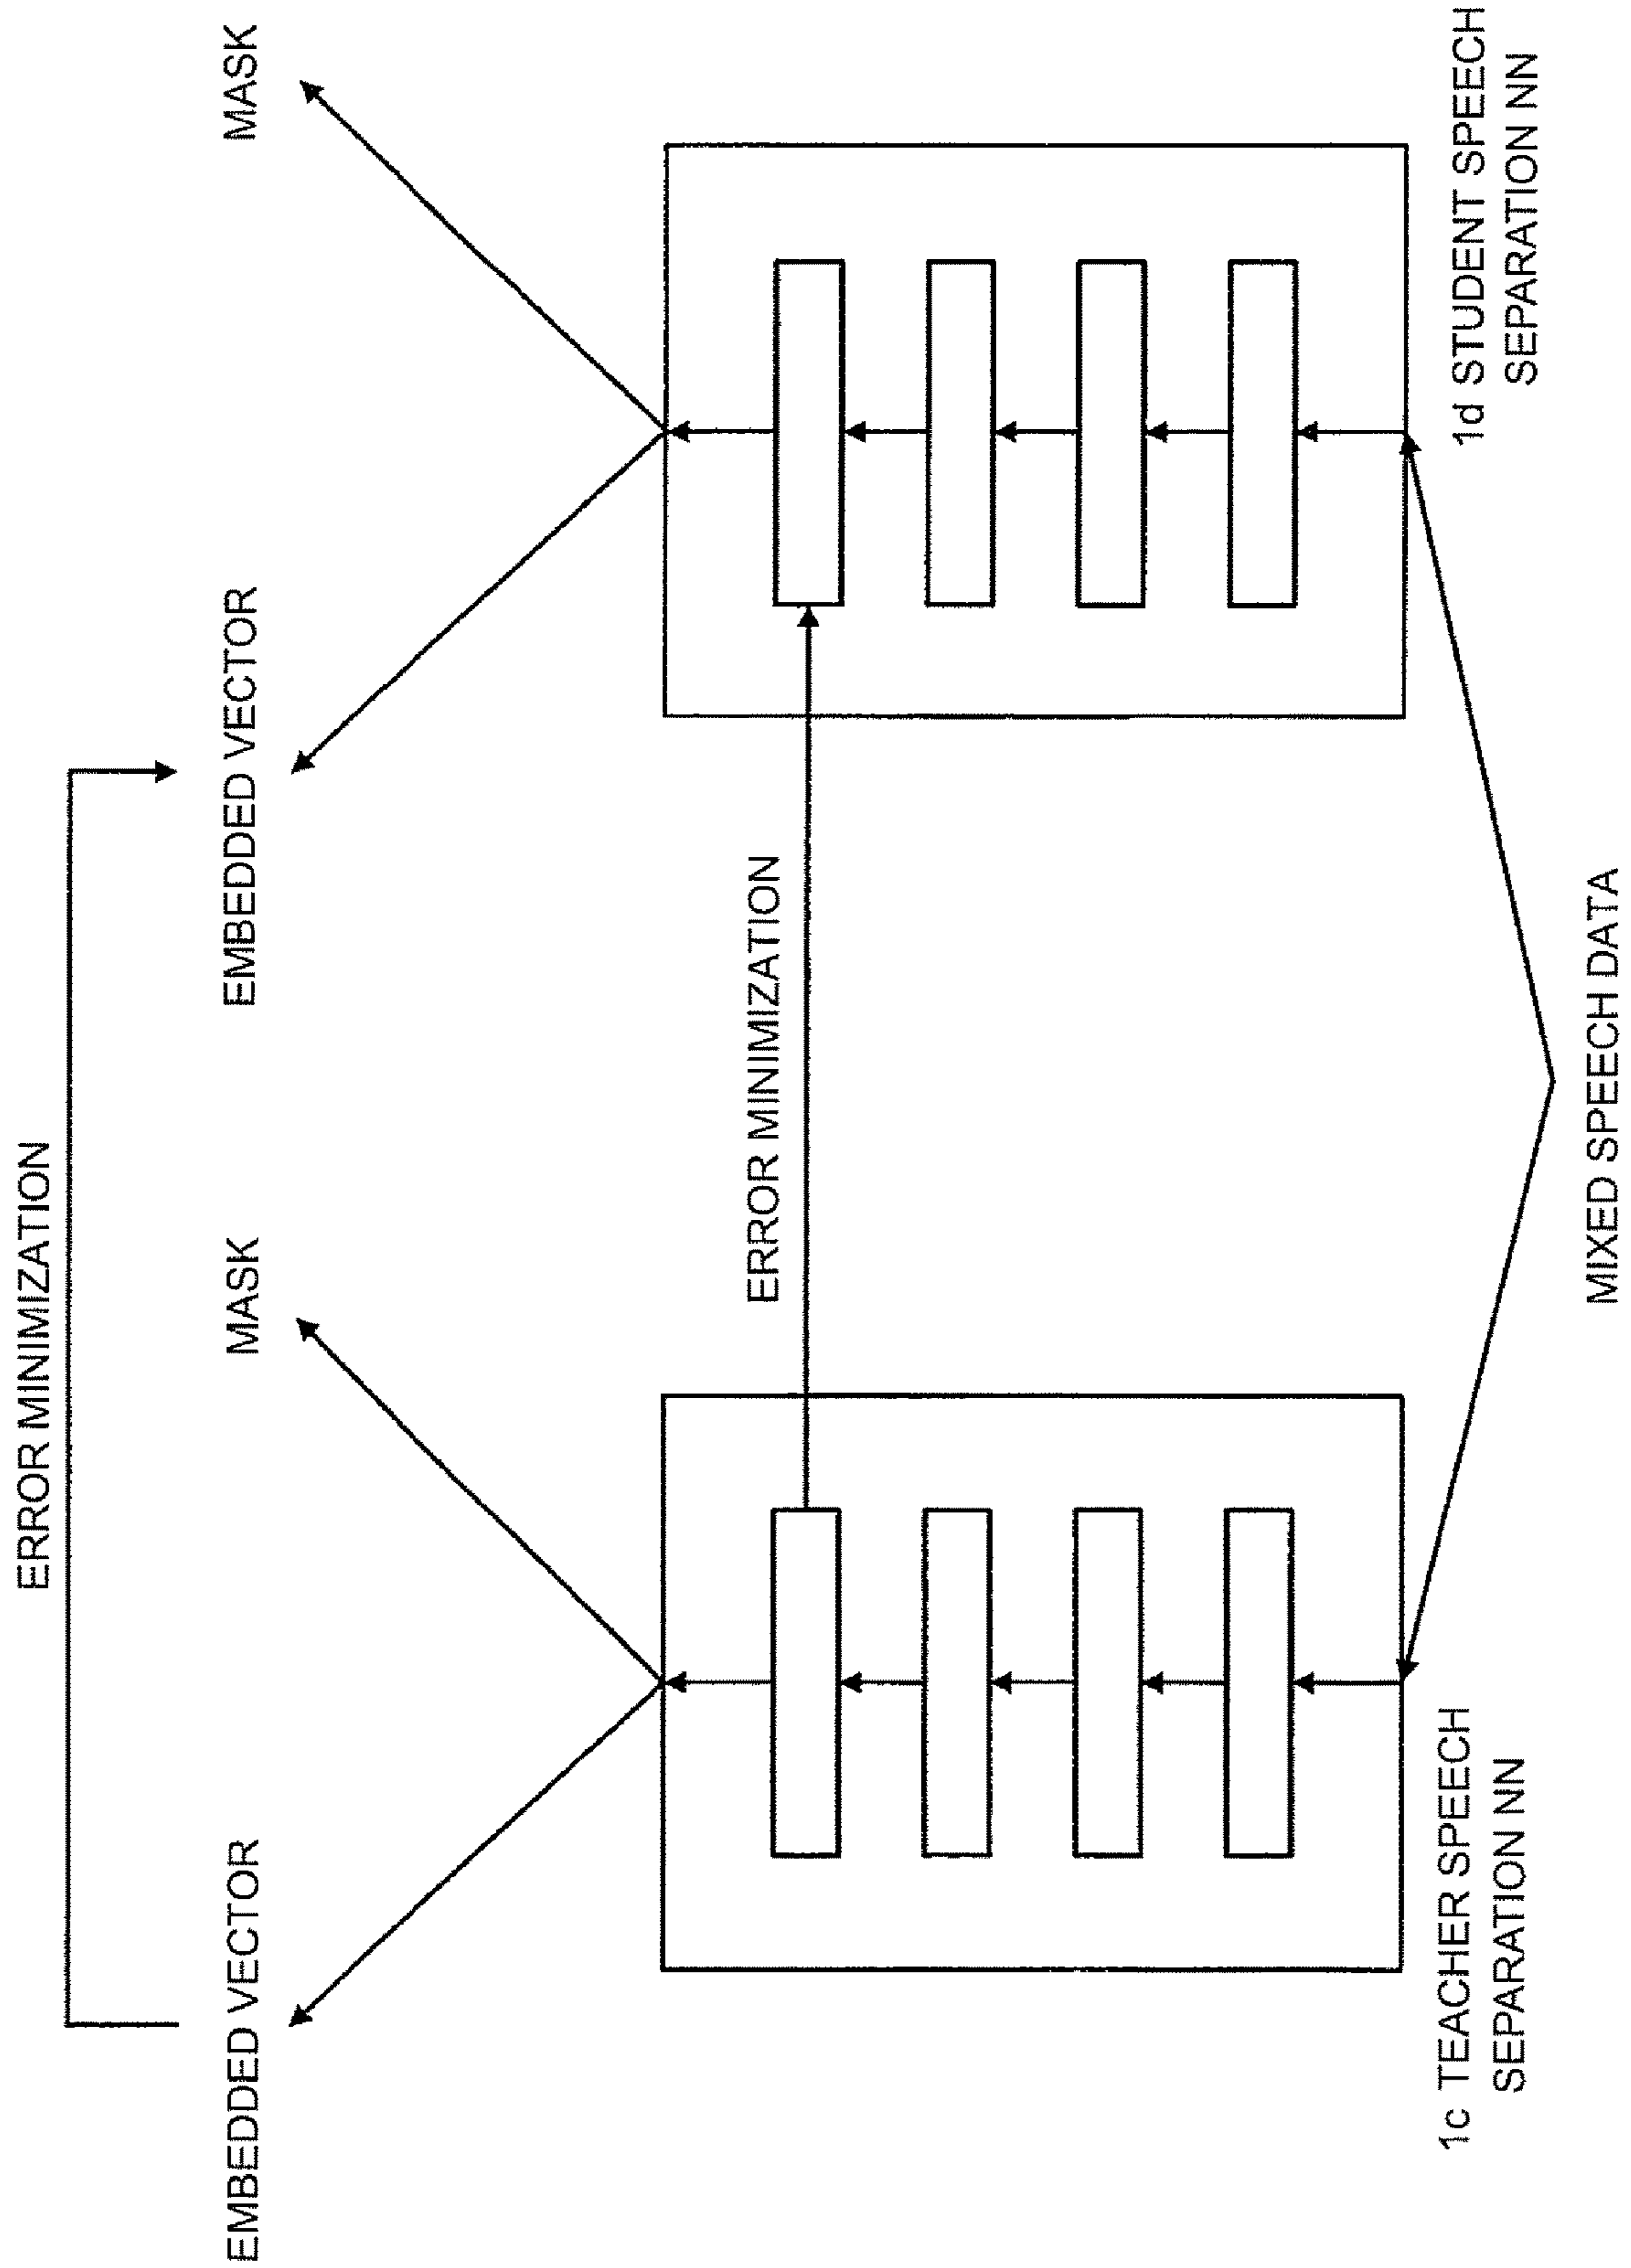 ERROR MINIMIZATION
EMBEDDED VECTOR
MASK
EMBEDDED VECTOR
MASK
ERROR MINIMIZATION
1c TEACHER SPEECH
SEPARATION NN
1d STUDENT SPEECH
SEPARATION NN
MIXED SPEECH DATA